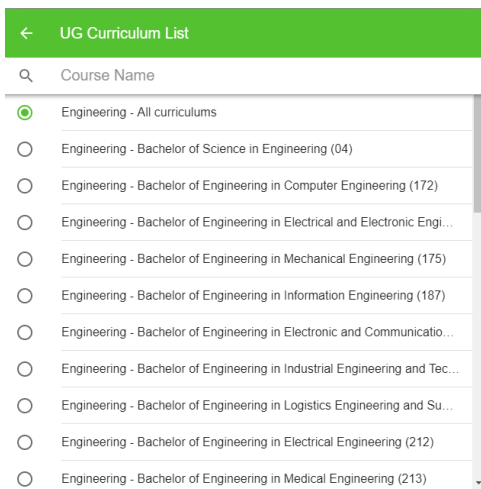 UG Curriculum List
Course Name
Engineering - All curriculums
Engineering - Bachelor of Science in Engineering (04)
Engineering - Bachelor of Engineering in Computer Engineering (172)
Engineering - Bachelor of Engineering in Electrical and Electronic Engi...
Engineering - Bachelor of Engineering in Mechanical Engineering (175)
Engineering - Bachelor of Engineering in Information Engineering (187)
Engineering - Bachelor of Engineering in Electronic and Communicatio...
Engineering - Bachelor of Engineering in Industrial Engineering and Tec...
Engineering - Bachelor of Engineering in Logistics Engineering and Su...
Engineering - Bachelor of Engineering in Electrical Engineering (212)
Engineering - Bachelor of Engineering in Medical Engineering (213)